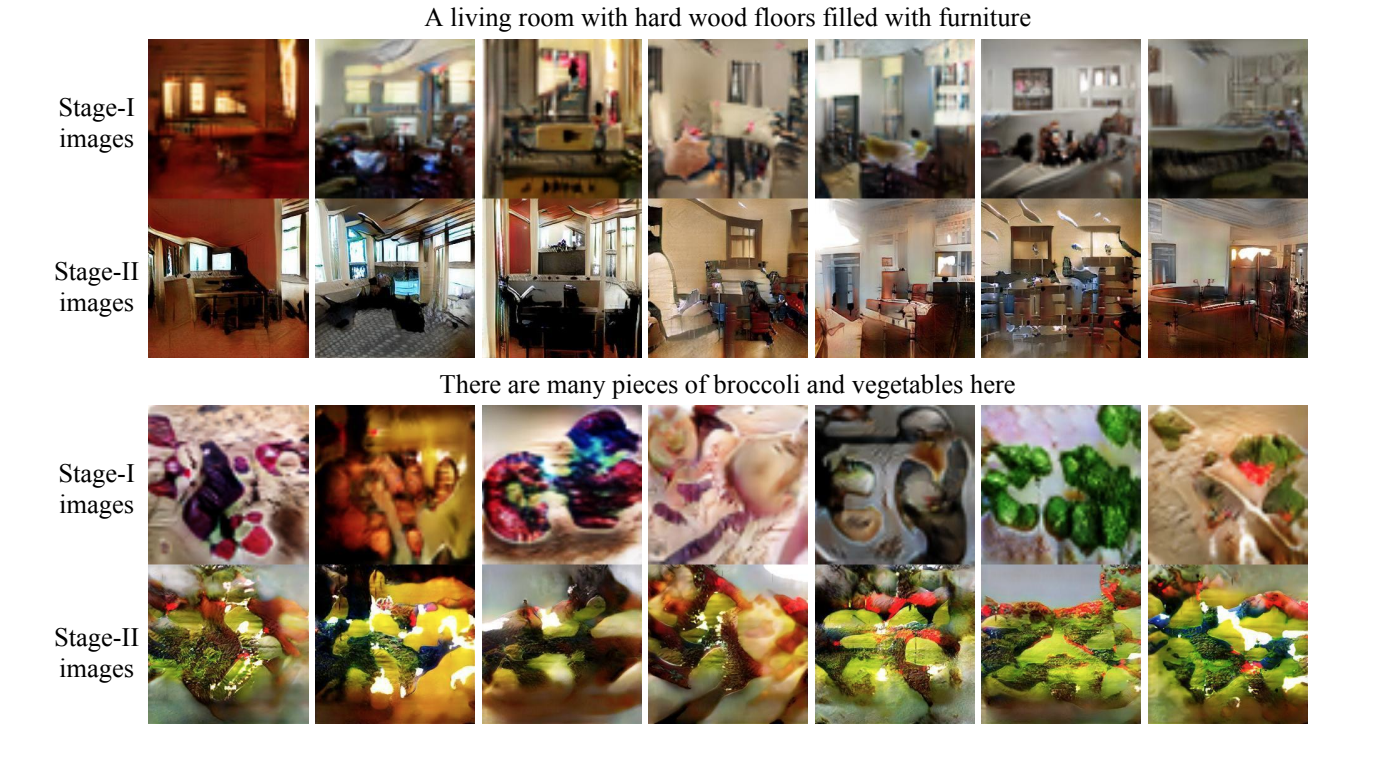 A living room with hard wood floors filled with furniture
Stage-I
images
Stage-II
images
There are many pieces of broccoli and vegetables here
Stage-I
images
Stage-II
images